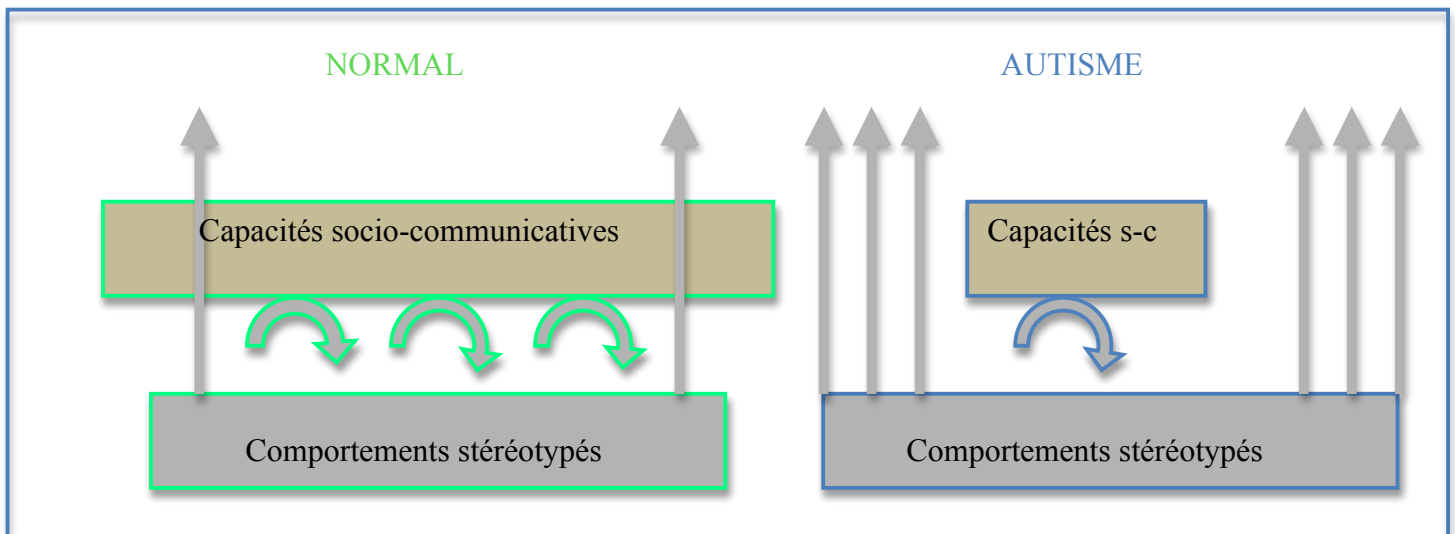 NORMAL
AUTISME
Capacités socio-communicatives
Capacités s-c
Comportements stéréotypés
Comportements stéréotypés